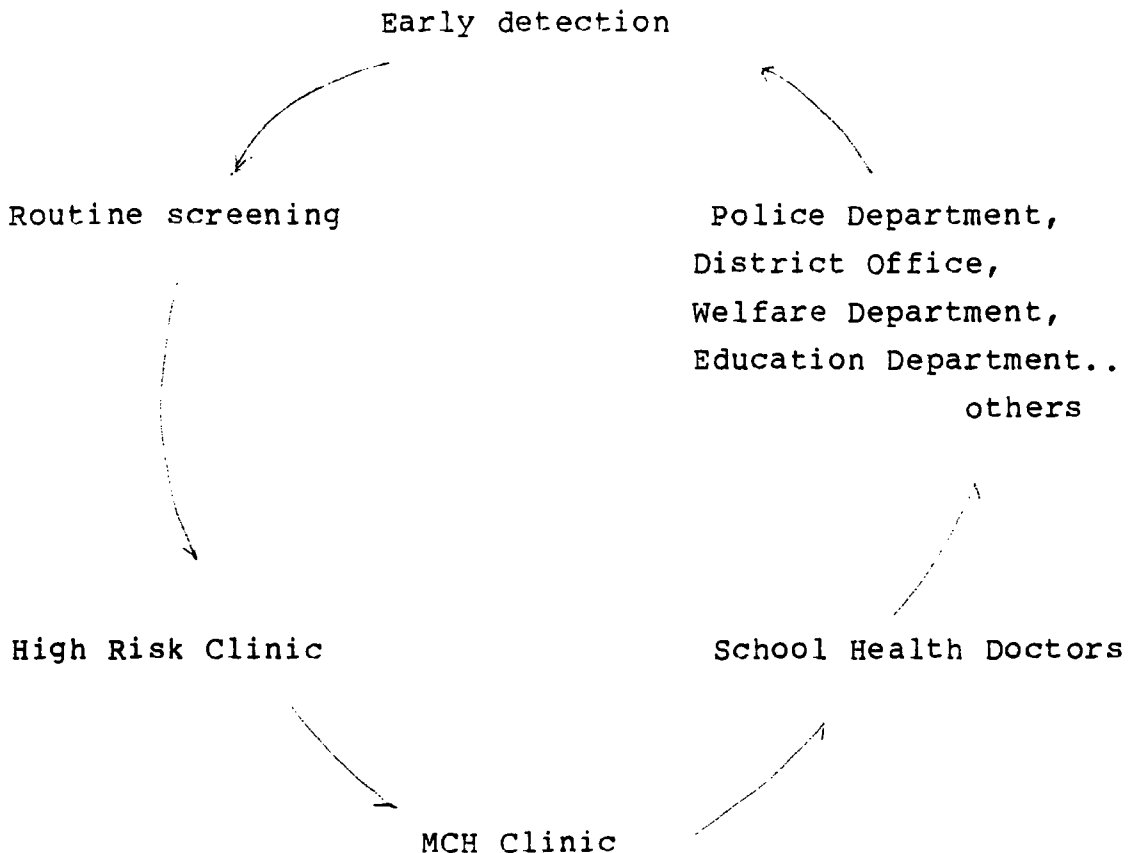 Early detection
Routine screening
Police Department,
District Office,
Welfare Department,
Education Department..
others
High Risk Clinic
School Health Doctors
MCH Clinic